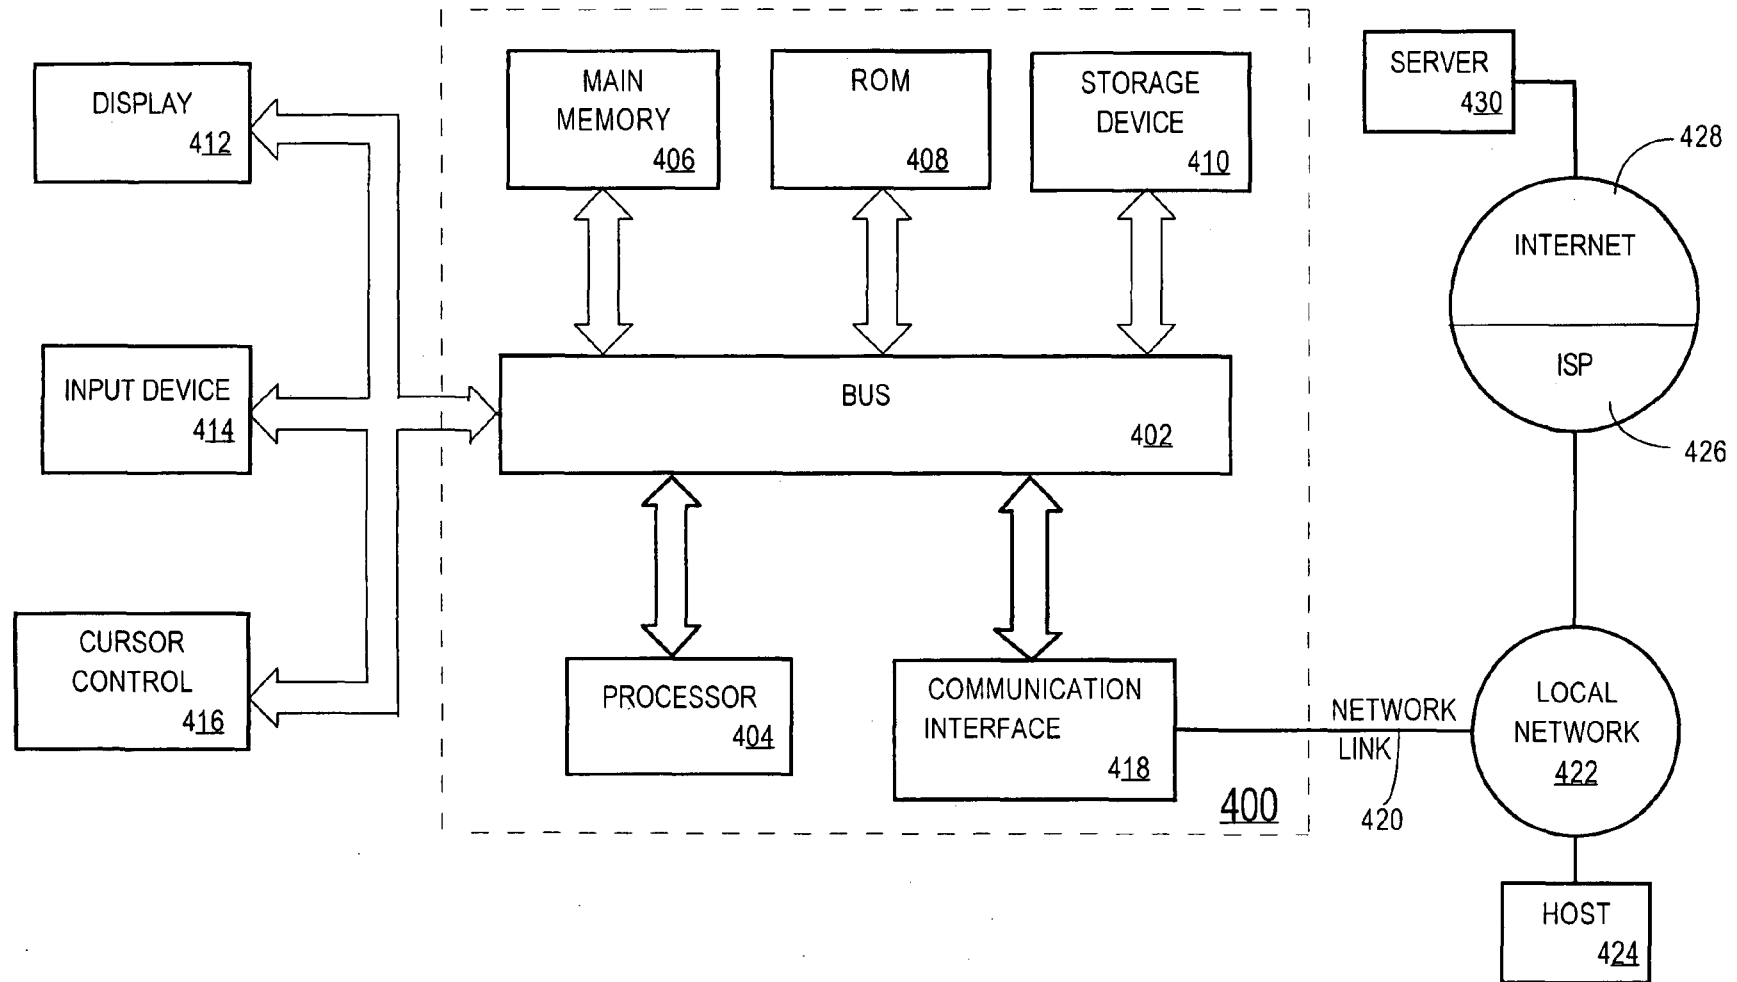 DISPLAY
412
INPUT DEVICE
414
CURSOR
CONTROL
416
MAIN
MEMORY
406
ROM
408
STORAGE
DEVICE
410
BUS
402
PROCESSOR
404
COMMUNICATION
INTERFACE
418
400
SERVER
430
428
INTERNET
ISP
426
NETWORK
LINK
420
LOCAL
NETWORK
422
HOST
424